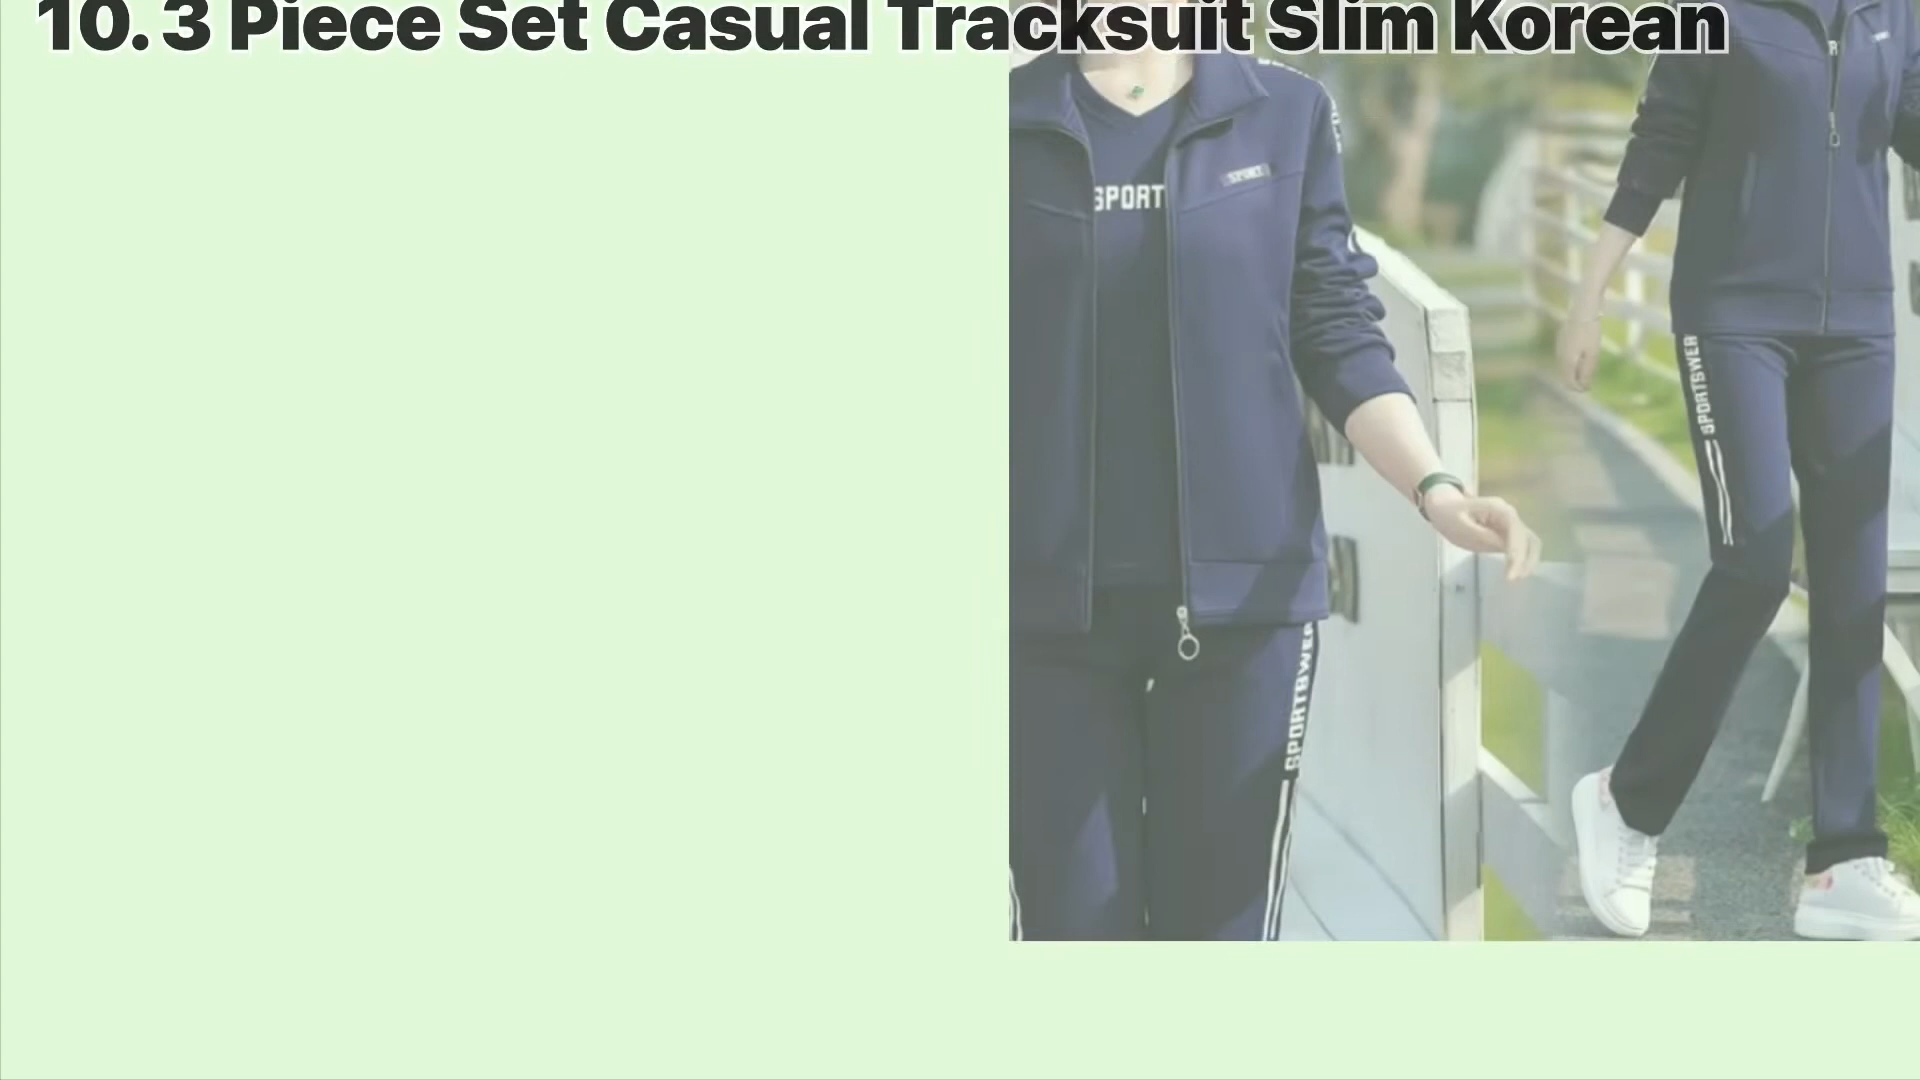 10. 3 Piece Set Casual Tracksuit Slim Korean
SPORT
SPORT
SPORTSWER
SPORTSWER